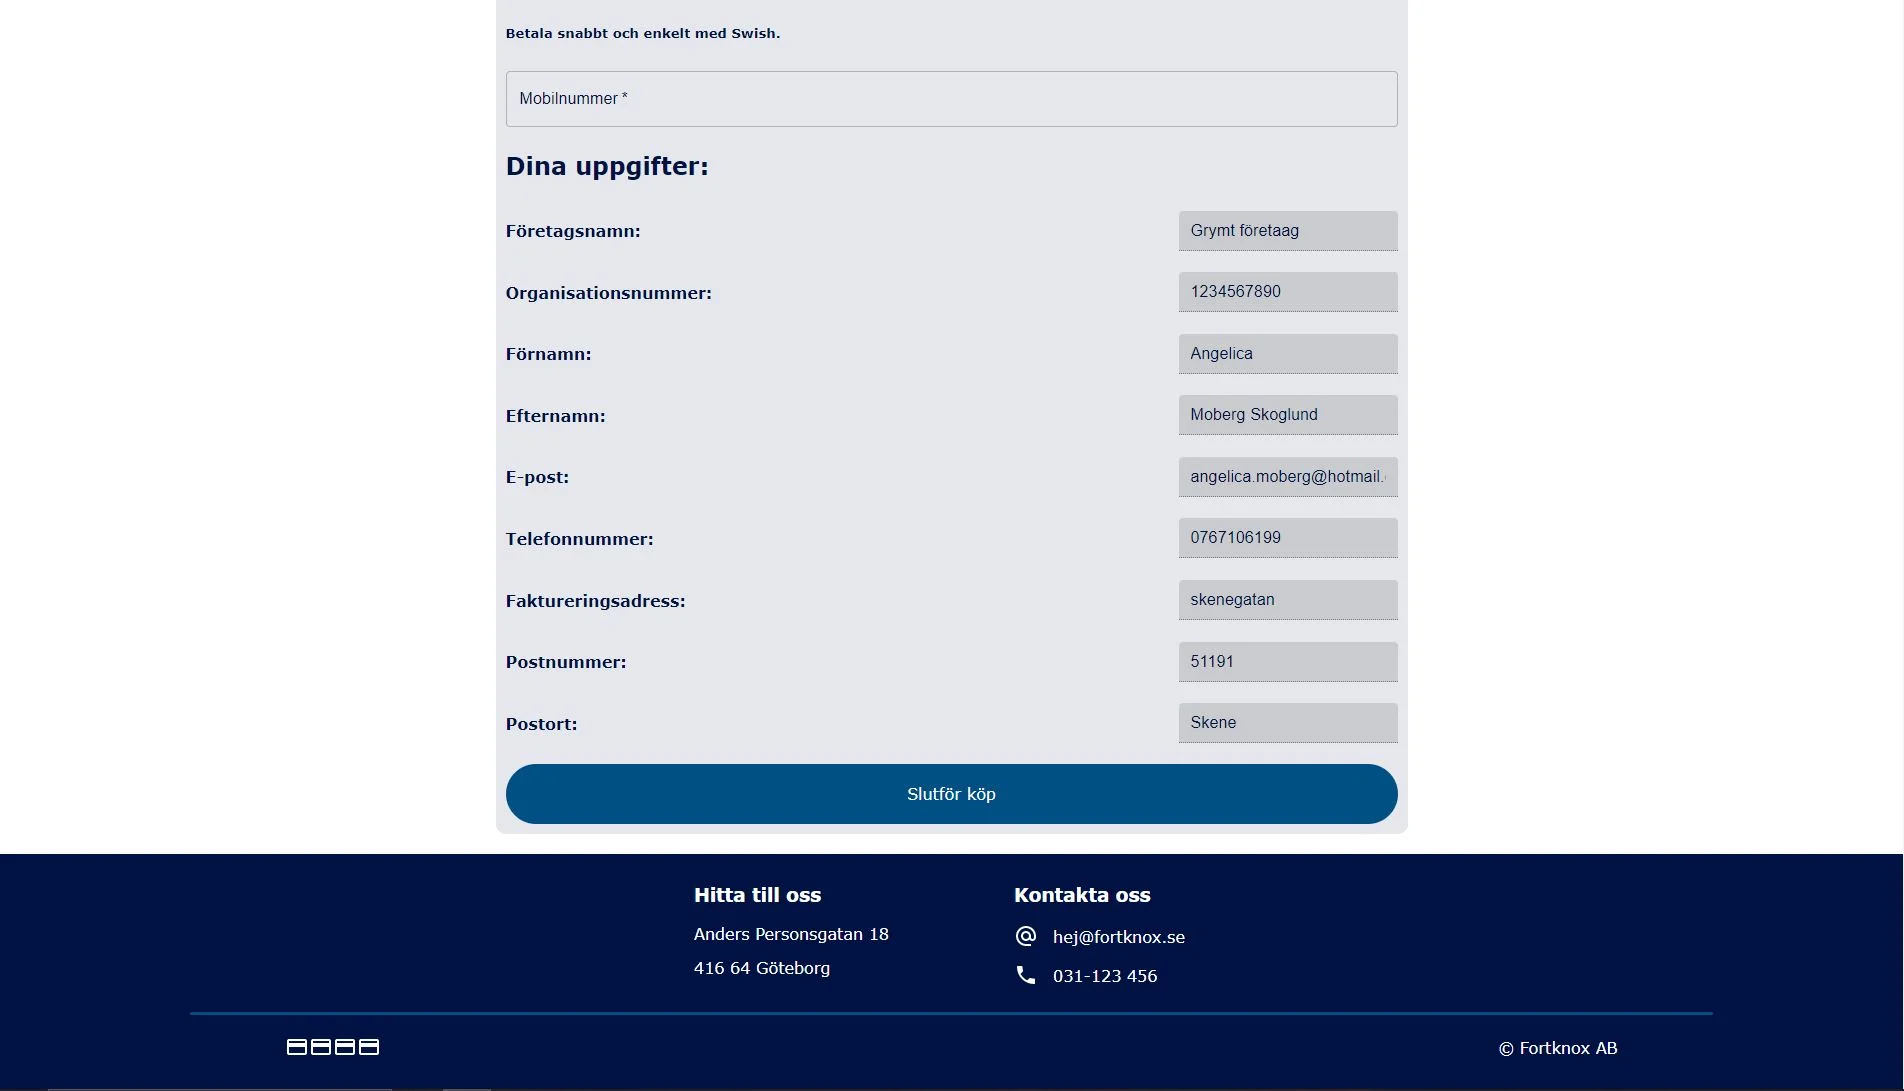 Betala snabbt och enkelt med Swish.
Mobilnummer *
Dina uppgifter:
Företagsnamn: Grymt företaag
Organisationsnummer: 1234567890
Förnamn: Angelica
Efternamn: Moberg Skoglund
E-post: angelica.moberg@hotmail.
Telefonnummer: 0767106199
Faktureringsadress: skenegatan
Postnummer: 51191
Postort: Skene
Slutför köp
Hitta till oss
Anders Personsgatan 18
416 64 Göteborg
Kontakta oss
hej@fortknox.se
031-123 456
© Fortknox AB